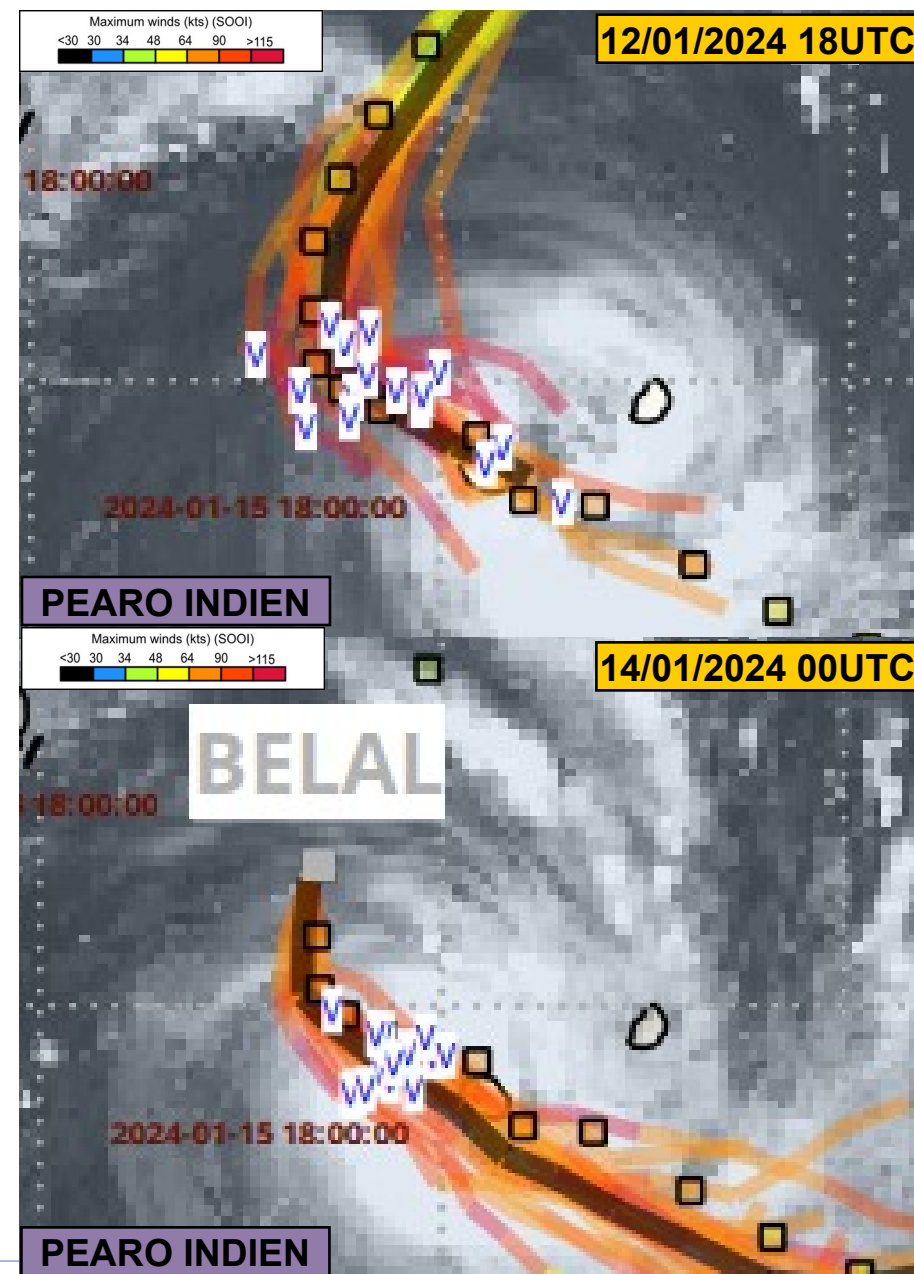 Maximum winds (kts) (SOOI)
<30 30 34 48 64 90 >115
12/01/2024 18UTC
18:00:00
V V V V V V V V V V V V V V V
2024-01-15 18:00:00
PEARO INDIEN
Maximum winds (kts) (SOOI)
<30 30 34 48 64 90 >115
14/01/2024 00UTC
BELAL
18:00:00
2024-01-15 18:00:00
PEARO INDIEN